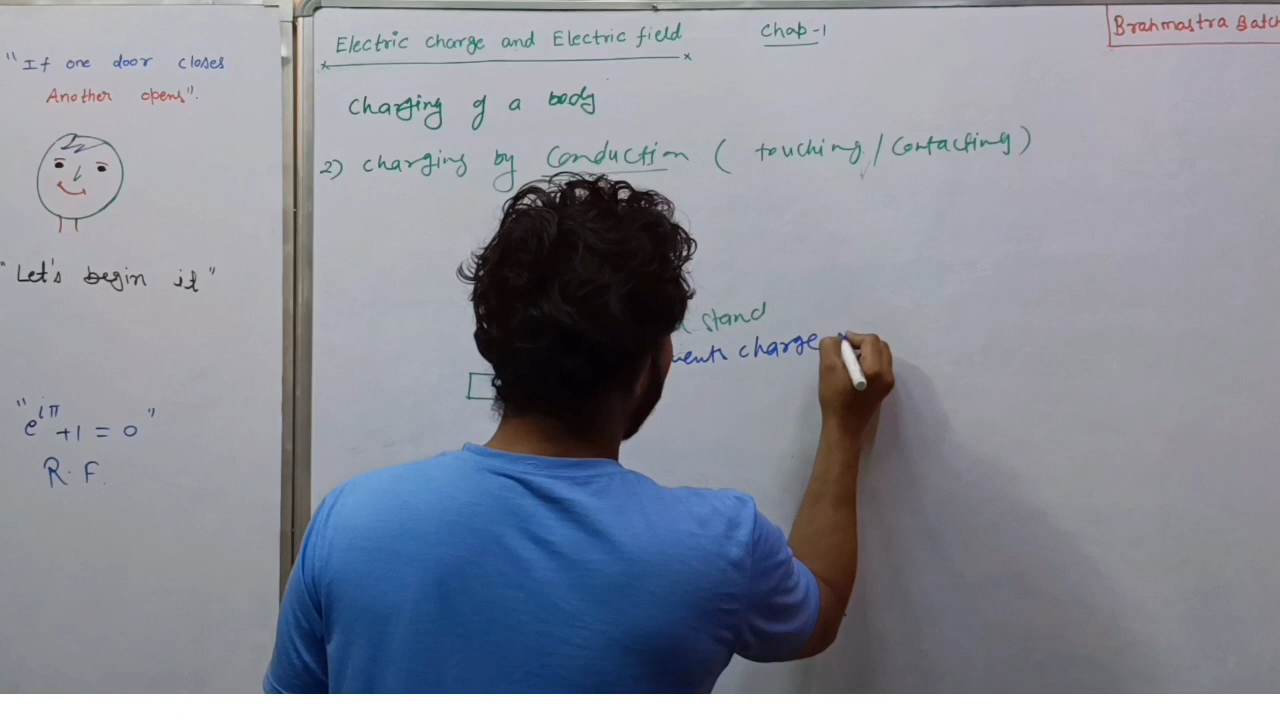 "If one door closes
Another opens".
"Let's begin it"
"e^{iπ} +1 = 0"
R. F.
Electric charge and Electric field
Chap-1
Brahmastra Batch
Charging of a body
2) charging by Conduction ( touching / Contacting )
stand
charge